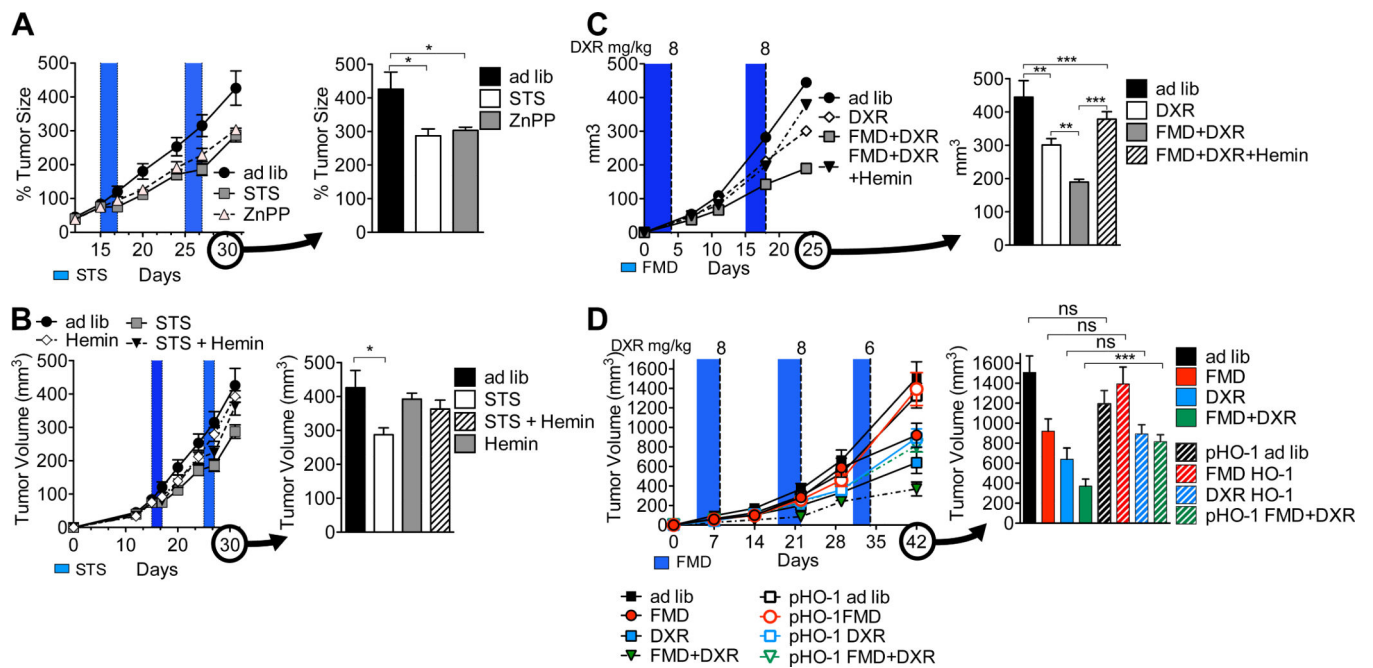 A
500
400
300
200
100
0
% Tumor Size
15
20
25
30
Days
STS
ad lib
STS
ZnPP
*
*
500
400
300
200
100
0
% Tumor Size
ad lib
STS
ZnPP
B
ad lib
STS
Hemin
STS + Hemin
500
400
300
200
100
0
Tumor Volume (mm³)
0
10
20
30
Days
STS
*
500
400
300
200
100
0
Tumor Volume (mm³)
ad lib
STS
STS + Hemin
Hemin
C
DXR mg/kg
8
8
500
400
300
200
100
0
mm3
0
5
10
15
20
25
Days
FMD
ad lib
DXR
FMD+DXR
FMD+DXR
+Hemin
***
**
***
**
500
400
300
200
100
0
mm³
ad lib
DXR
FMD+DXR
FMD+DXR+Hemin
D
DXR mg/kg
8
8
6
1600
1400
1200
1000
800
600
400
200
0
Tumor Volume (mm³)
0
7
14
21
28
35
42
Days
FMD
ad lib
FMD
DXR
FMD+DXR
pHO-1 ad lib
pHO-1FMD
pHO-1 DXR
pHO-1 FMD+DXR
ns
ns
ns
***
1600
1400
1200
1000
800
600
400
200
0
Tumor Volume (mm³)
ad lib
FMD
DXR
FMD+DXR
pHO-1 ad lib
FMD HO-1
DXR HO-1
pHO-1 FMD+DXR